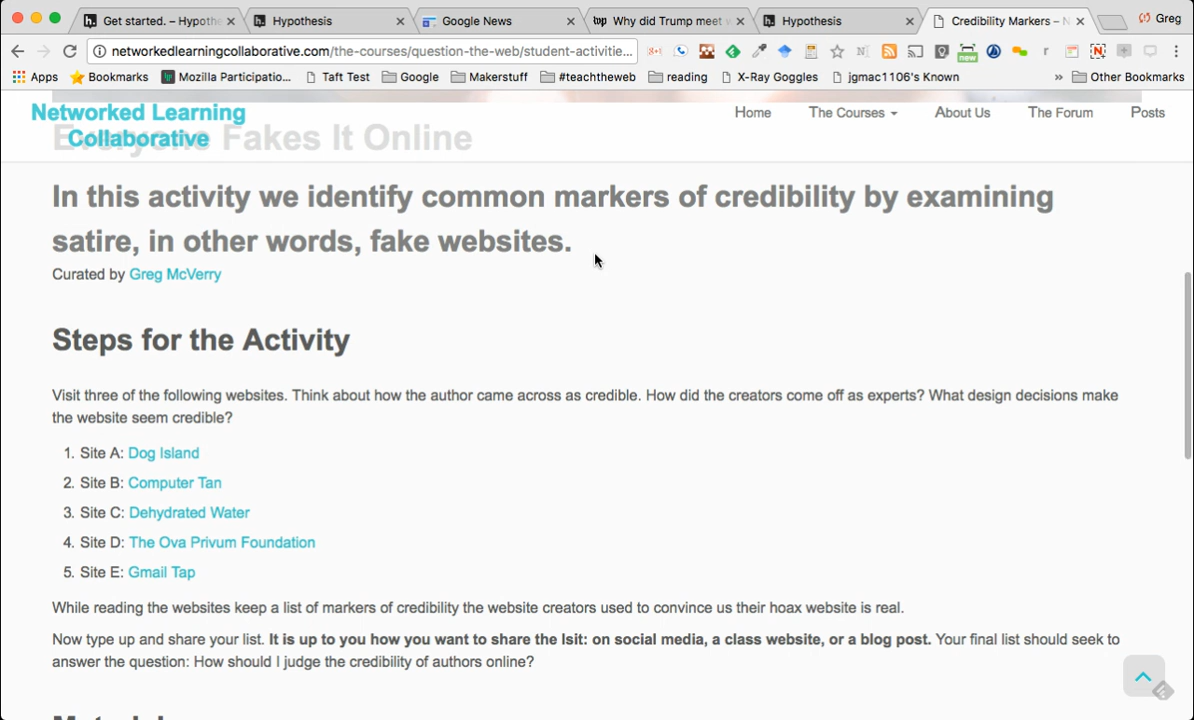 Get started. – Hypothe
Hypothesis
Google News
wp Why did Trump meet w
Hypothesis
Credibility Markers – N
Greg
networkedlearningcollaborative.com/the-courses/question-the-web/student-activitie...
new
Apps
Bookmarks
Mozilla Participatio...
Taft Test
Google
Makerstuff
#teachtheweb
reading
X-Ray Goggles
jgmac1106's Known
»
Other Bookmarks
Networked Learning
Collaborative
Home
The Courses
About Us
The Forum
Posts
Everyone Fakes It Online
In this activity we identify common markers of credibility by examining
satire, in other words, fake websites.
Curated by Greg McVerry
Steps for the Activity
Visit three of the following websites. Think about how the author came across as credible. How did the creators come off as experts? What design decisions make
the website seem credible?
1. Site A: Dog Island
2. Site B: Computer Tan
3. Site C: Dehydrated Water
4. Site D: The Ova Privum Foundation
5. Site E: Gmail Tap
While reading the websites keep a list of markers of credibility the website creators used to convince us their hoax website is real.
Now type up and share your list. It is up to you how you want to share the lsit: on social media, a class website, or a blog post. Your final list should seek to
answer the question: How should I judge the credibility of authors online?